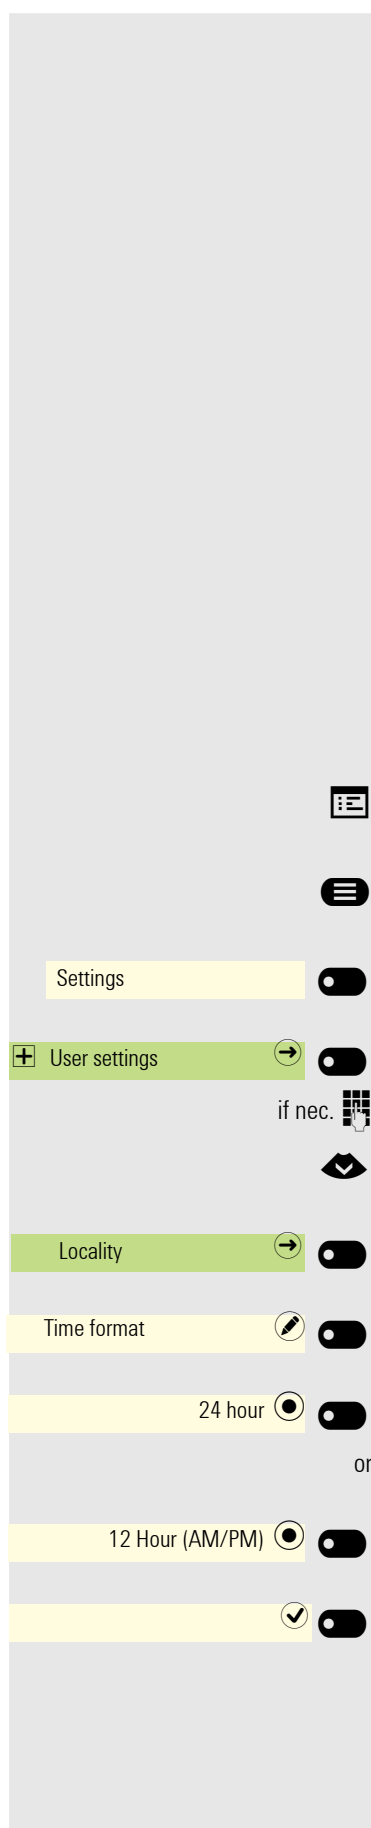 Settings
User settings
if nec.
Locality
Time format
24 hour
or
12 Hour (AM/PM)